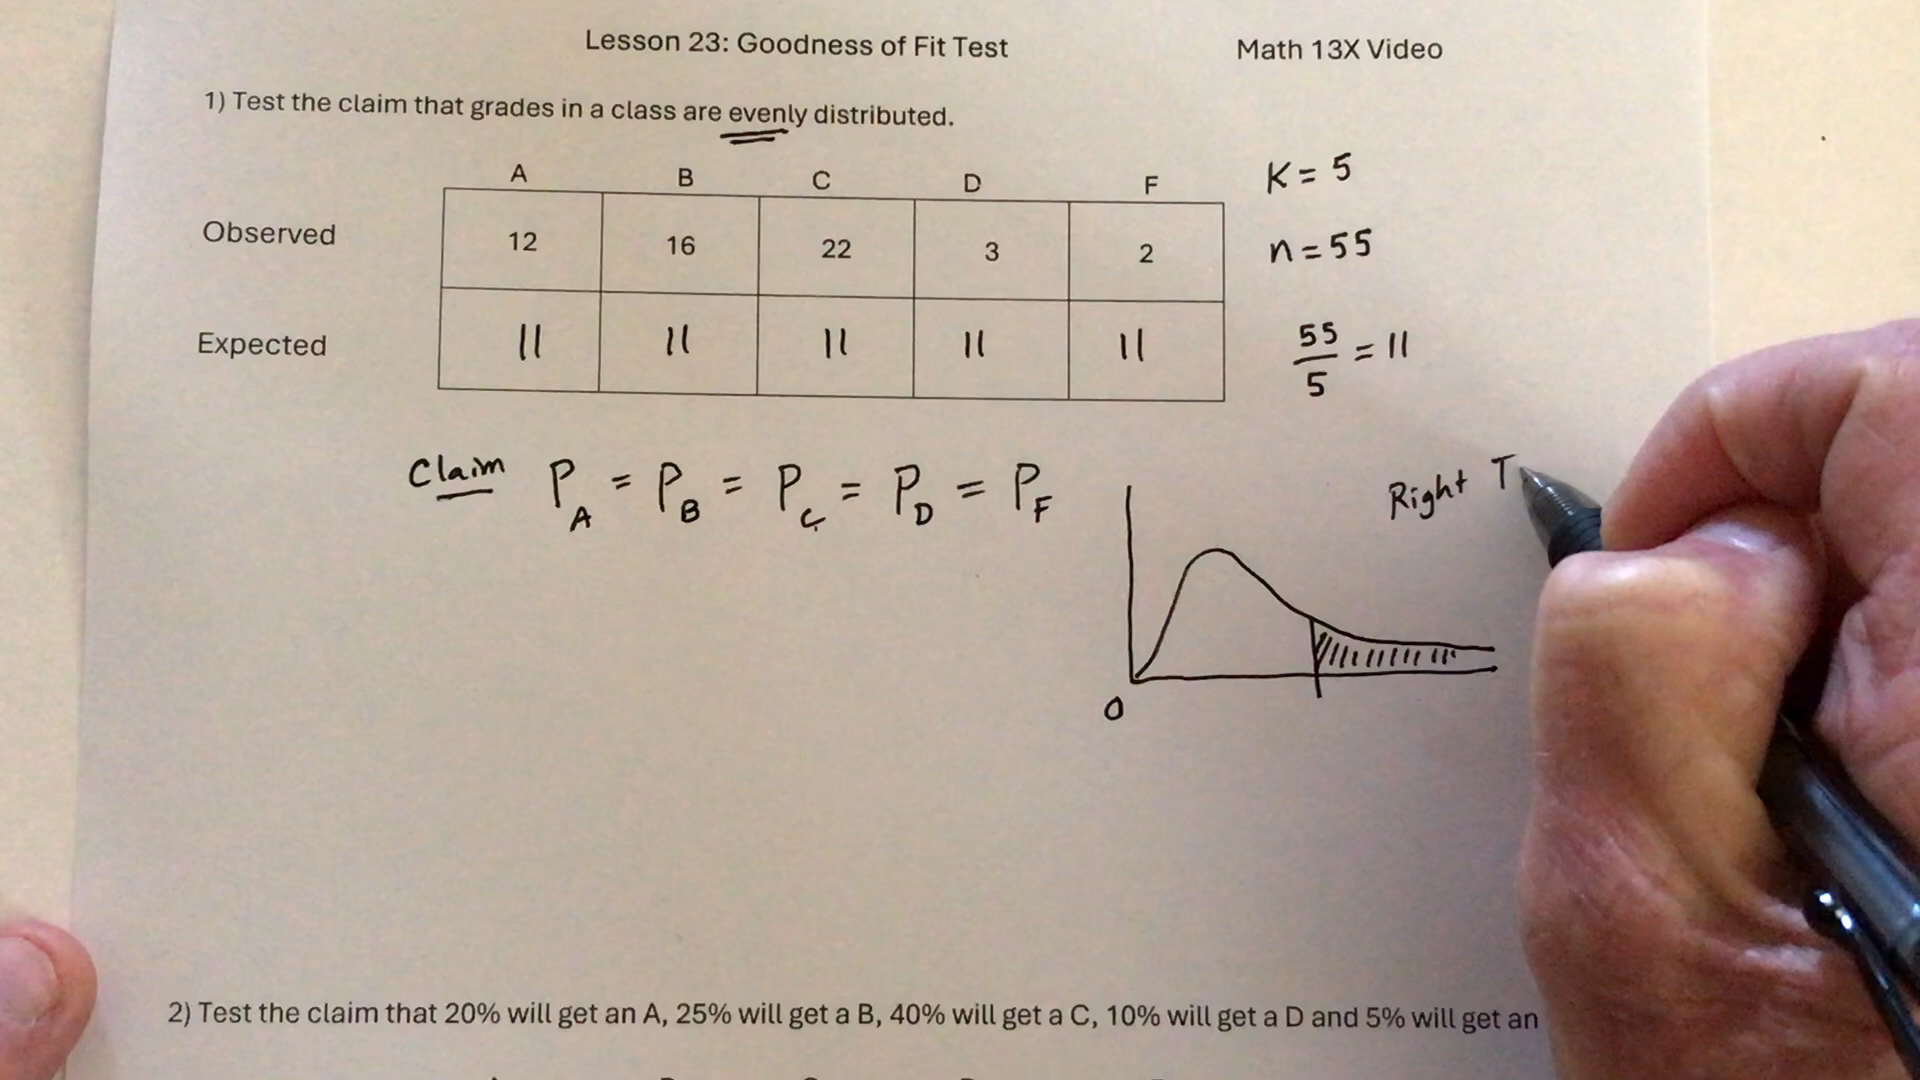 Lesson 23: Goodness of Fit Test Math 13X Video
1) Test the claim that grades in a class are evenly distributed.
A B C D F
K = 5
Observed 12 16 22 3 2
n = 55
Expected 11 11 11 11 11
55/5 = 11
Claim P_A = P_B = P_C = P_D = P_F
Right T
0
2) Test the claim that 20% will get an A, 25% will get a B, 40% will get a C, 10% will get a D and 5% will get an